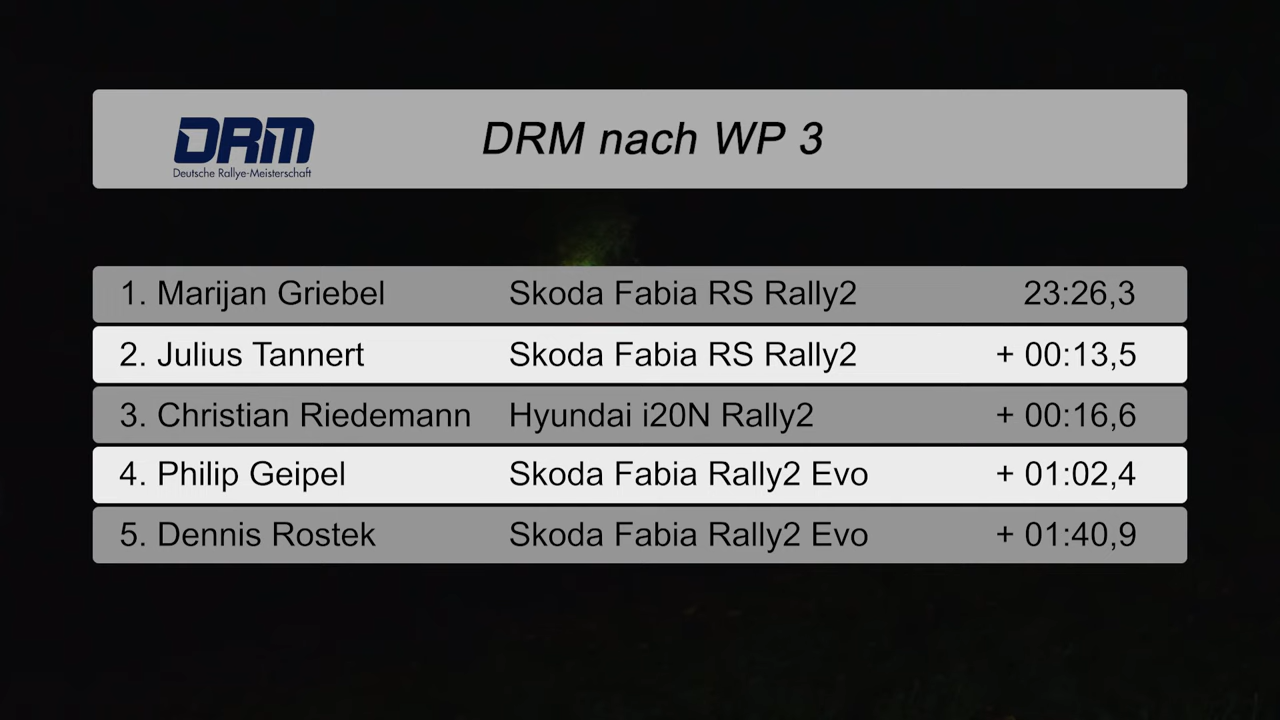 DRM
Deutsche Rallye-Meisterschaft
DRM nach WP 3
1. Marijan Griebel Skoda Fabia RS Rally2 23:26,3
2. Julius Tannert Skoda Fabia RS Rally2 + 00:13,5
3. Christian Riedemann Hyundai i20N Rally2 + 00:16,6
4. Philip Geipel Skoda Fabia Rally2 Evo + 01:02,4
5. Dennis Rostek Skoda Fabia Rally2 Evo + 01:40,9